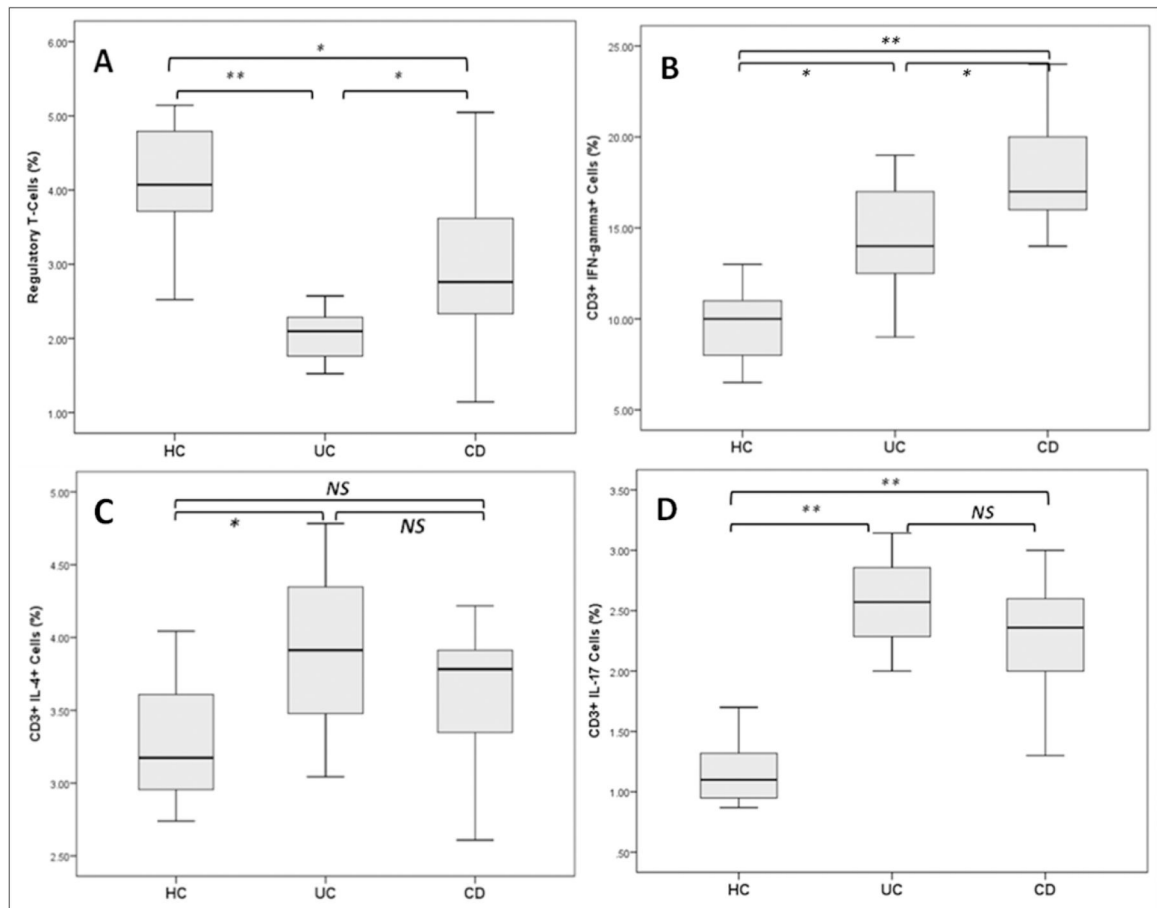 A
Regulatory T-Cells (%)
6.00
5.00
4.00
3.00
2.00
1.00
*
**
*
HC UC CD
B
CD3+ IFN-gamma+ Cells (%)
25.00
20.00
15.00
10.00
5.00
**
*
*
HC UC CD
C
CD3+ IL-4+ Cells (%)
5.00
4.50
4.00
3.50
3.00
2.50
NS
*
NS
HC UC CD
D
CD3+ IL-17 Cells (%)
3.50
3.00
2.50
2.00
1.50
1.00
.50
**
**
NS
HC UC CD